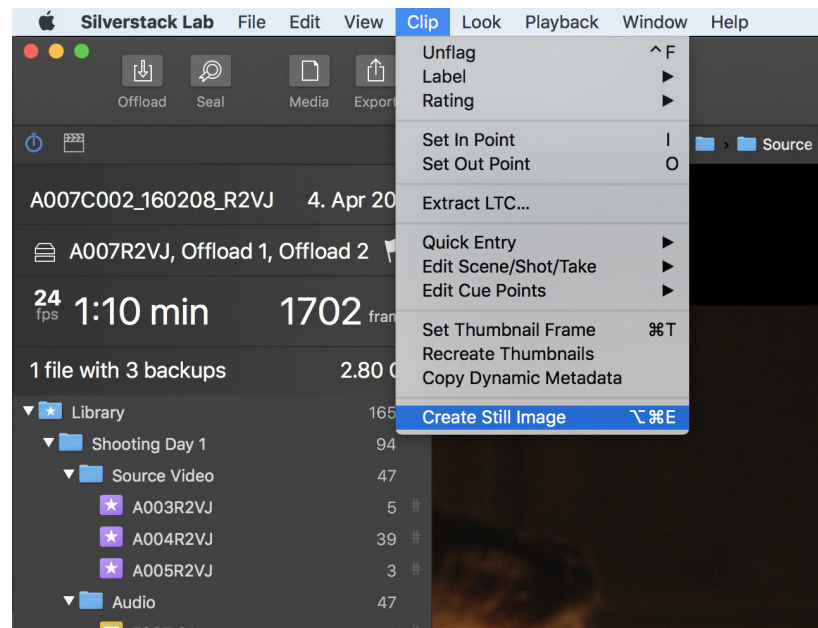 Silverstack Lab File Edit View Clip Look Playback Window Help
Offload Seal Media Export
Unflag ^F
Label
Rating
Set In Point I
Set Out Point O
Extract LTC...
Quick Entry
Edit Scene/Shot/Take
Edit Cue Points
Set Thumbnail Frame ⌘T
Recreate Thumbnails
Copy Dynamic Metadata
Create Still Image ⌥⌘E
Source
A007C002_160208_R2VJ 4. Apr 20
A007R2VJ, Offload 1, Offload 2
24 fps 1:10 min 1702 fran
1 file with 3 backups 2.80
Library 165
Shooting Day 1 94
Source Video 47
A003R2VJ 5 #
A004R2VJ 39 #
A005R2VJ 3 #
Audio 47